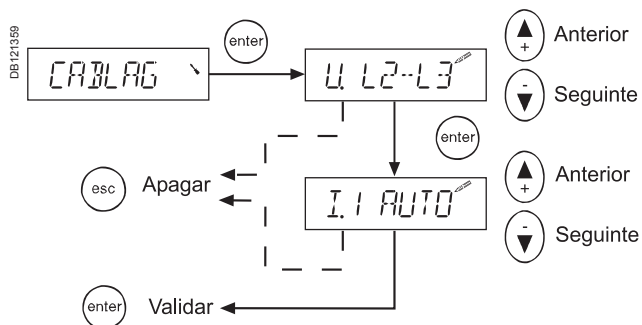 DB121359
CABLAG
enter
U. L2-L3
+
Anterior
-
Seguinte
enter
esc
Apagar
I.1 AUTO
+
Anterior
-
Seguinte
enter
Validar